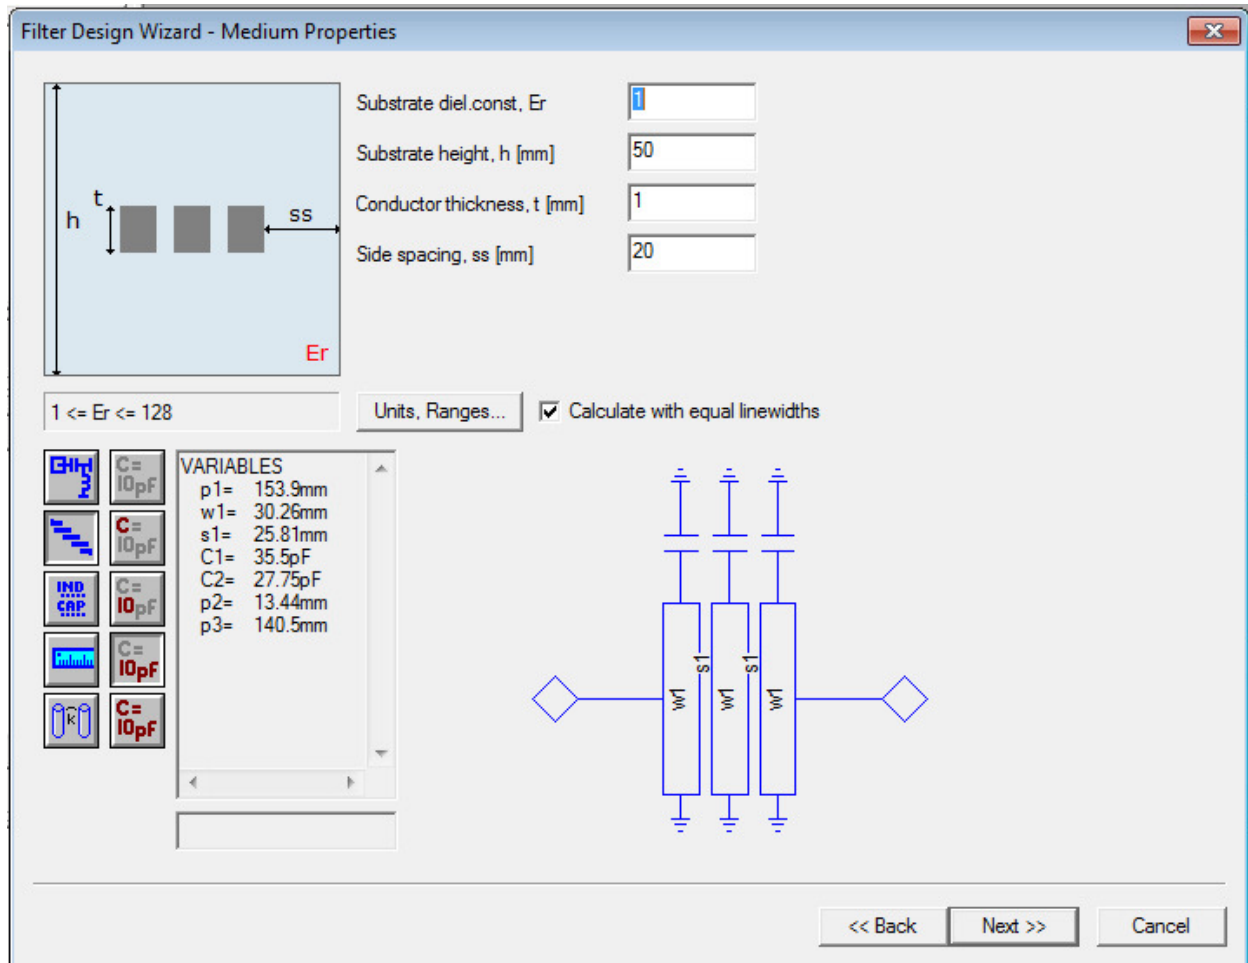 Filter Design Wizard - Medium Properties
Substrate diel.const, Er 1
Substrate height, h [mm] 50
Conductor thickness, t [mm] 1
Side spacing, ss [mm] 20
t
h
ss
Er
1 <= Er <= 128
Units, Ranges...
Calculate with equal linewidths
C=
10pF
C=
10pF
IND
CAP
C=
10pF
C=
10pF
k
C=
10pF
VARIABLES
p1= 153.9mm
w1= 30.26mm
s1= 25.81mm
C1= 35.5pF
C2= 27.75pF
p2= 13.44mm
p3= 140.5mm
w1
s1
w1
s1
w1
<< Back
Next >>
Cancel